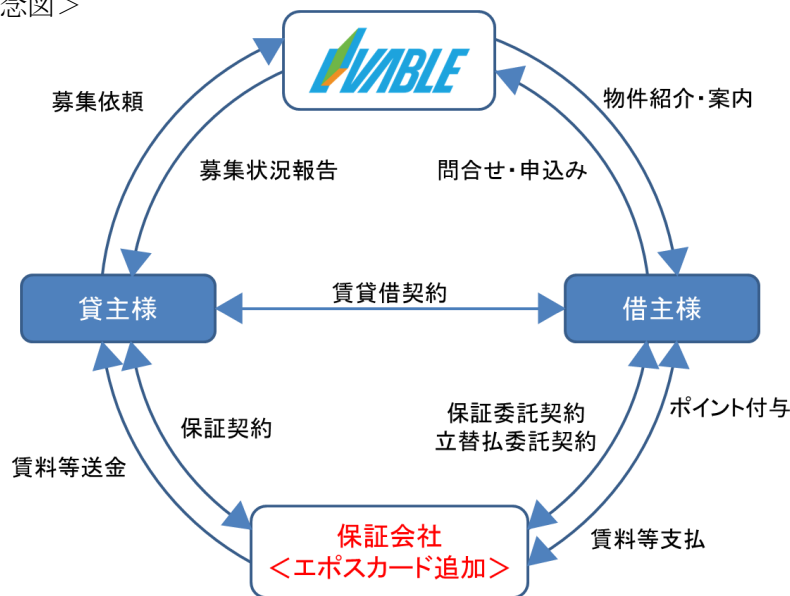 念図＞
LIVABLE
募集依頼
物件紹介・案内
募集状況報告
問合せ・申込み
貸主様
賃貸借契約
借主様
保証契約
保証委託契約
立替払委託契約
ポイント付与
賃料等送金
賃料等支払
保証会社
＜エポスカード追加＞